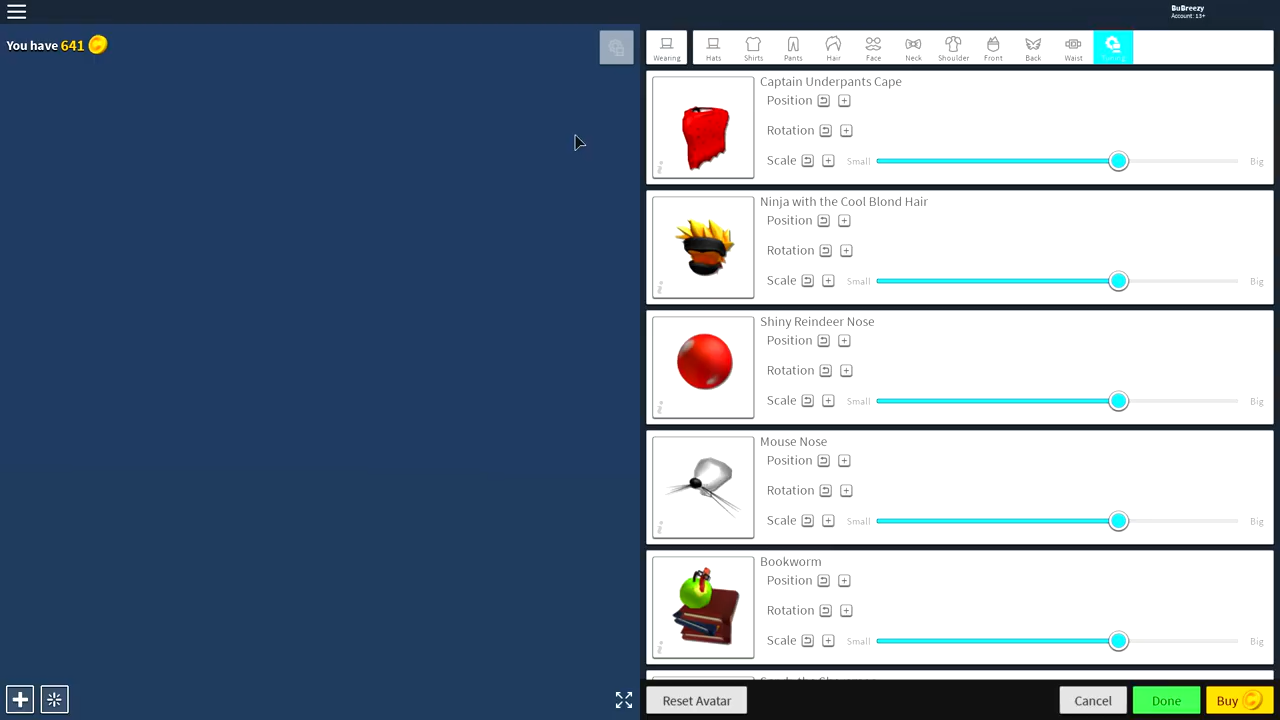 BuBreezy
Account: 13+
You have 641
Wearing
Hats
Shirts
Pants
Hair
Face
Neck
Shoulder
Front
Back
Waist
Captain Underpants Cape
Position
Rotation
Scale
Small
Big
Ninja with the Cool Blond Hair
Position
Rotation
Scale
Small
Big
Shiny Reindeer Nose
Position
Rotation
Scale
Small
Big
Mouse Nose
Position
Rotation
Scale
Small
Big
Bookworm
Position
Rotation
Scale
Small
Big
Reset Avatar
Cancel
Done
Buy